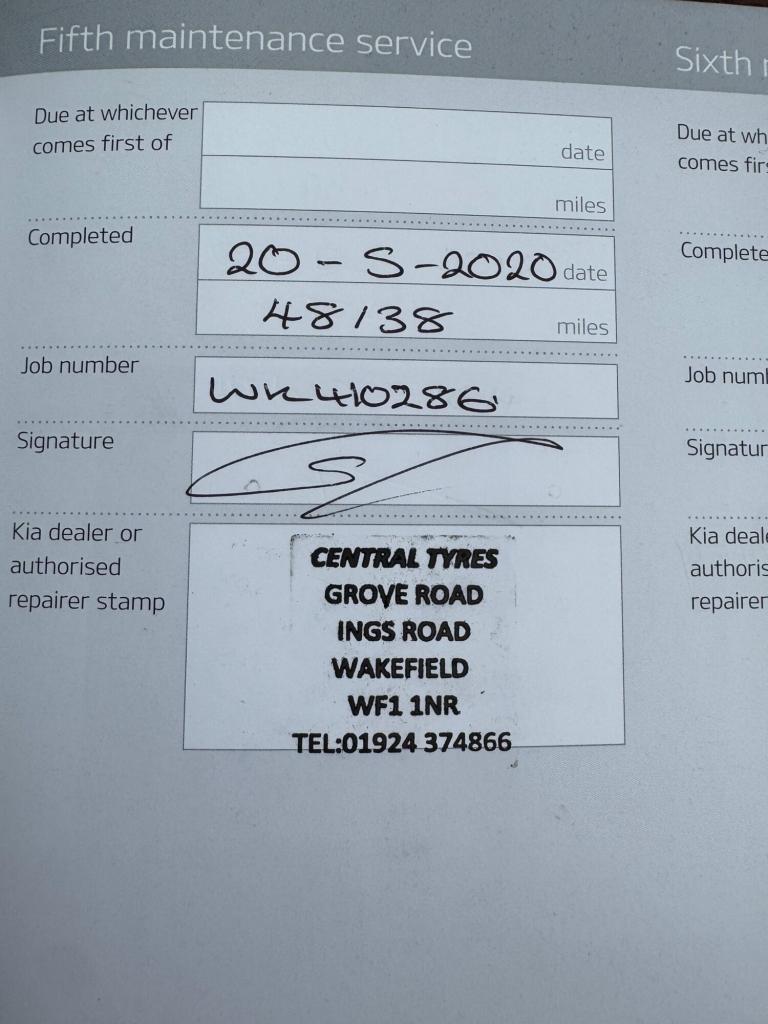 Fifth maintenance service
Due at whichever
comes first of
date
miles
Completed
20 - 5 - 2020 date
48138 miles
Job number
WK410286
Signature
Kia dealer or
authorised
repairer stamp
CENTRAL TYRES
GROVE ROAD
INGS ROAD
WAKEFIELD
WF1 1NR
TEL:01924 374866
Sixth
Due at wh
comes firs
Complete
Job numb
Signatur
Kia deale
authoris
repairer